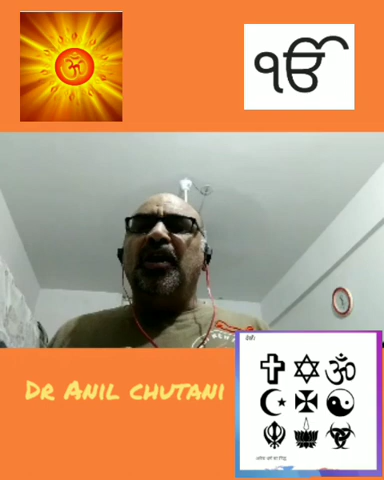 ॐ
ੴ
Dr Anil chutani
ॐ